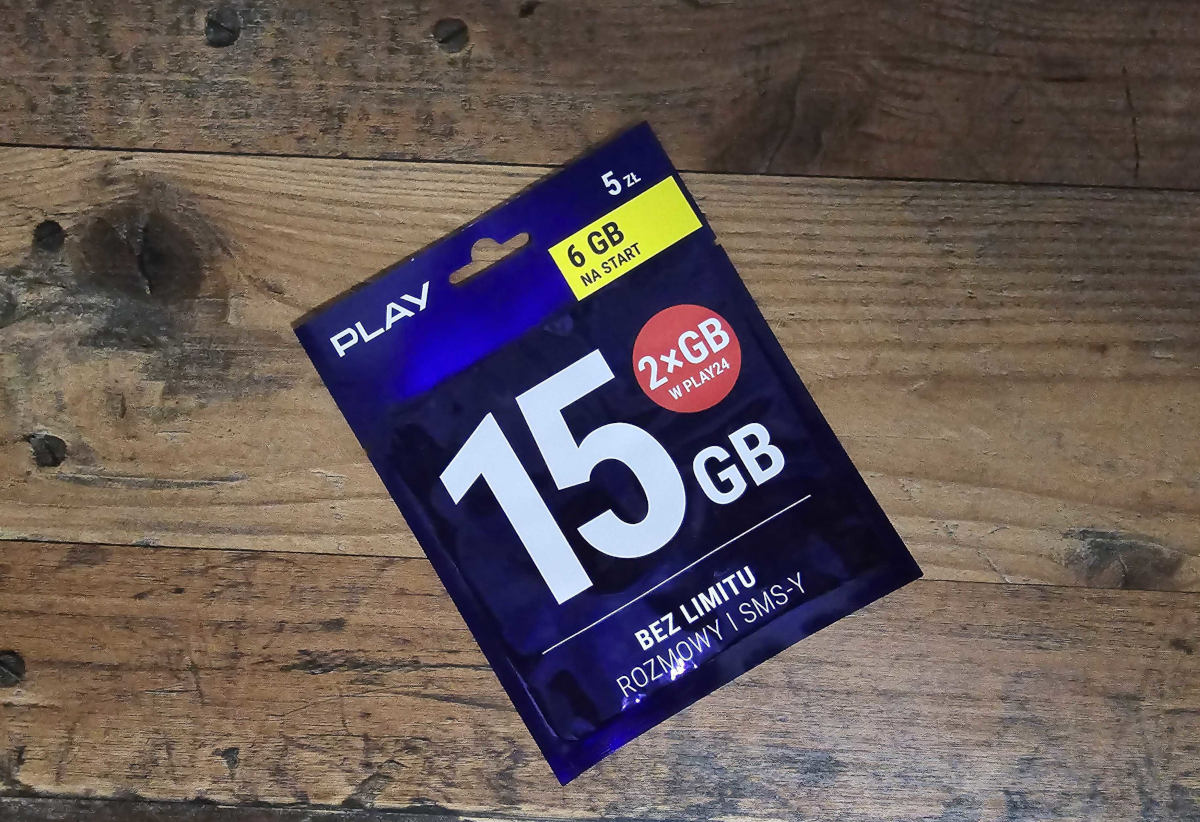 PLAY
5 ZŁ
6 GB
NA START
2×GB
W PLAY24
15 GB
BEZ LIMITU
ROZMOWY I SMS-Y